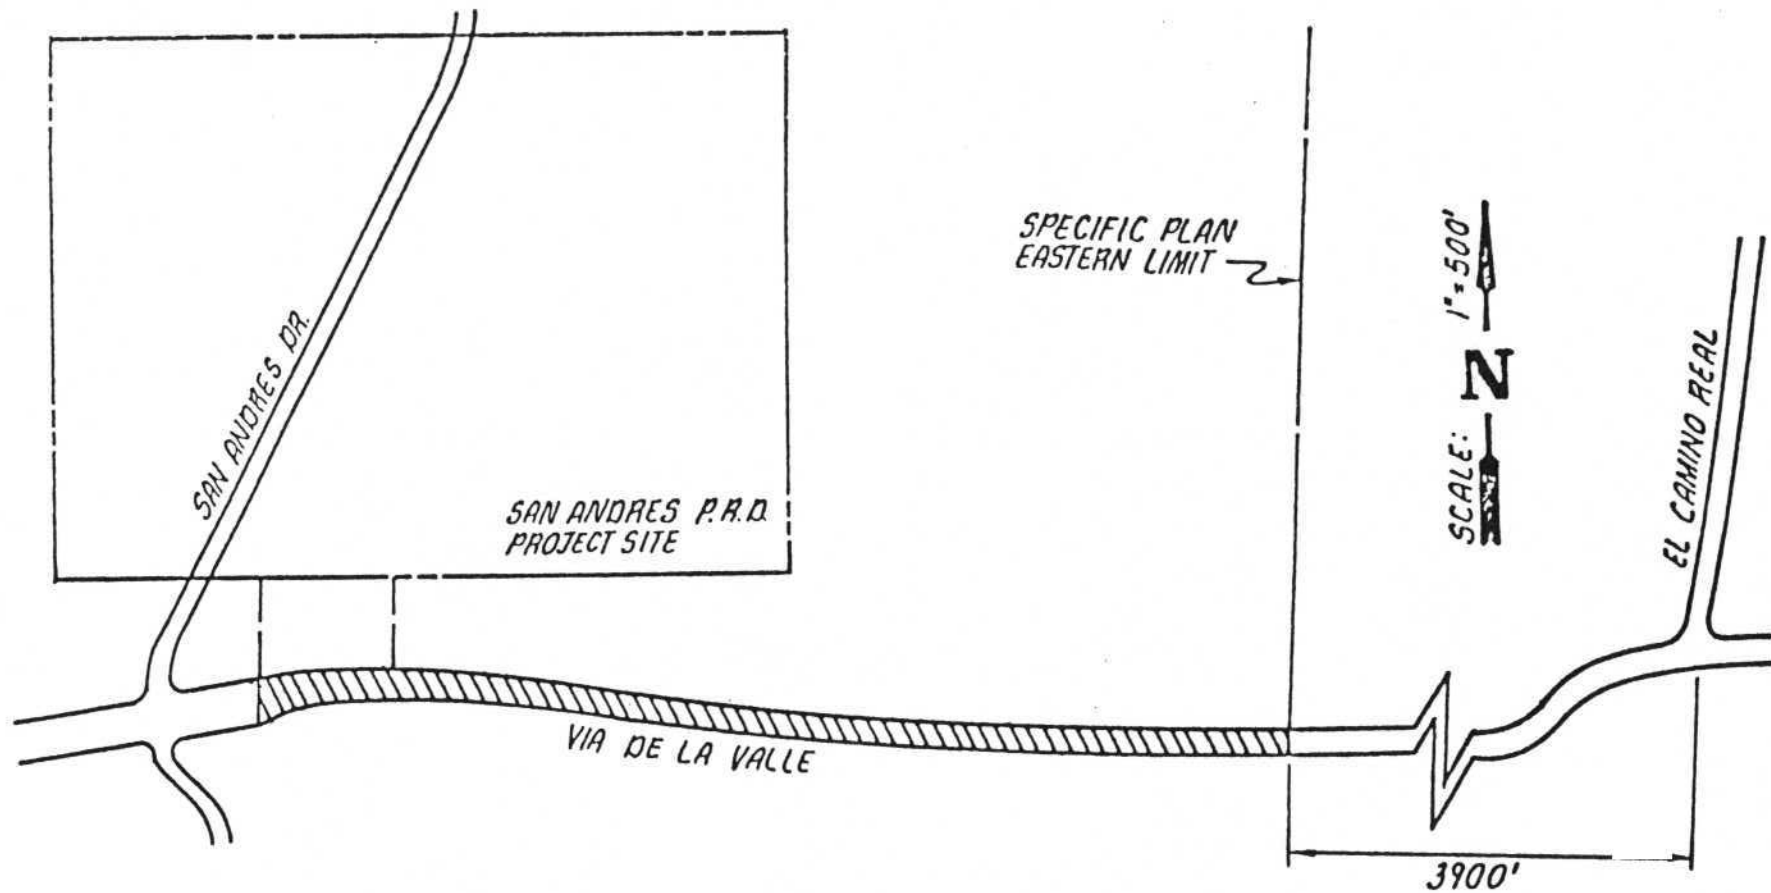 SPECIFIC PLAN
EASTERN LIMIT
SCALE: 1" = 500'
N
SAN ANDRES DR.
EL CAMINO REAL
SAN ANDRES P.R.D.
PROJECT SITE
VIA DE LA VALLE
3900'